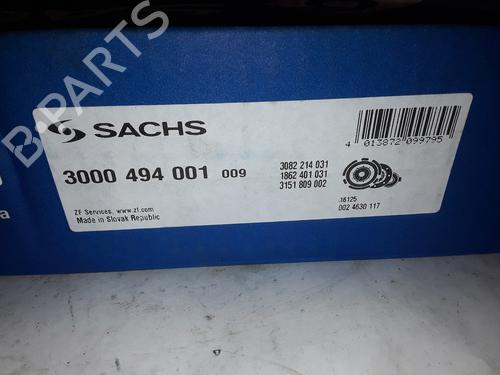 B-PARTS
SACHS
3000 494 001 009
3082 214 031
1862 401 031
3151 809 002
4 013872 099795
ZF Services, www.zf.com
Made in Slovak Republic
16125
002 4630 117
a